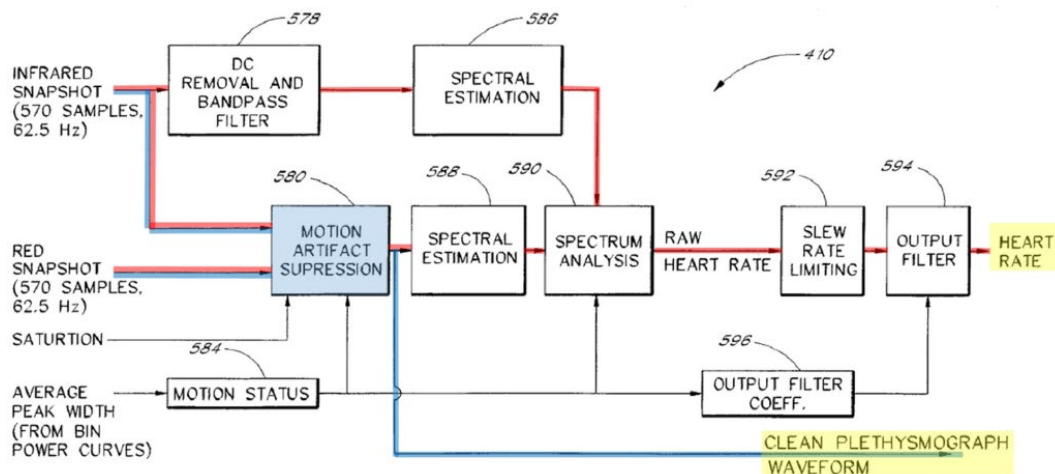 578
586
410
INFRARED
SNAPSHOT
(570 SAMPLES,
62.5 Hz)
DC
REMOVAL AND
BANDPASS
FILTER
SPECTRAL
ESTIMATION
580
588
590
592
594
MOTION
ARTIFACT
SUPRESSION
SPECTRAL
ESTIMATION
SPECTRUM
ANALYSIS
RAW
HEART RATE
SLEW
RATE
LIMITING
OUTPUT
FILTER
HEART
RATE
RED
SNAPSHOT
(570 SAMPLES,
62.5 Hz)
SATURTION
584
596
AVERAGE
PEAK WIDTH
(FROM BIN
POWER CURVES)
MOTION STATUS
OUTPUT FILTER
COEFF.
CLEAN PLETHYSMOGRAPH
WAVEFORM